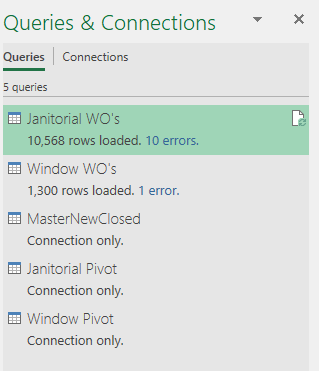 Queries & Connections
Queries | Connections
5 queries
Janitorial WO's
10,568 rows loaded. 10 errors.
Window WO's
1,300 rows loaded. 1 error.
MasterNewClosed
Connection only.
Janitorial Pivot
Connection only.
Window Pivot
Connection only.